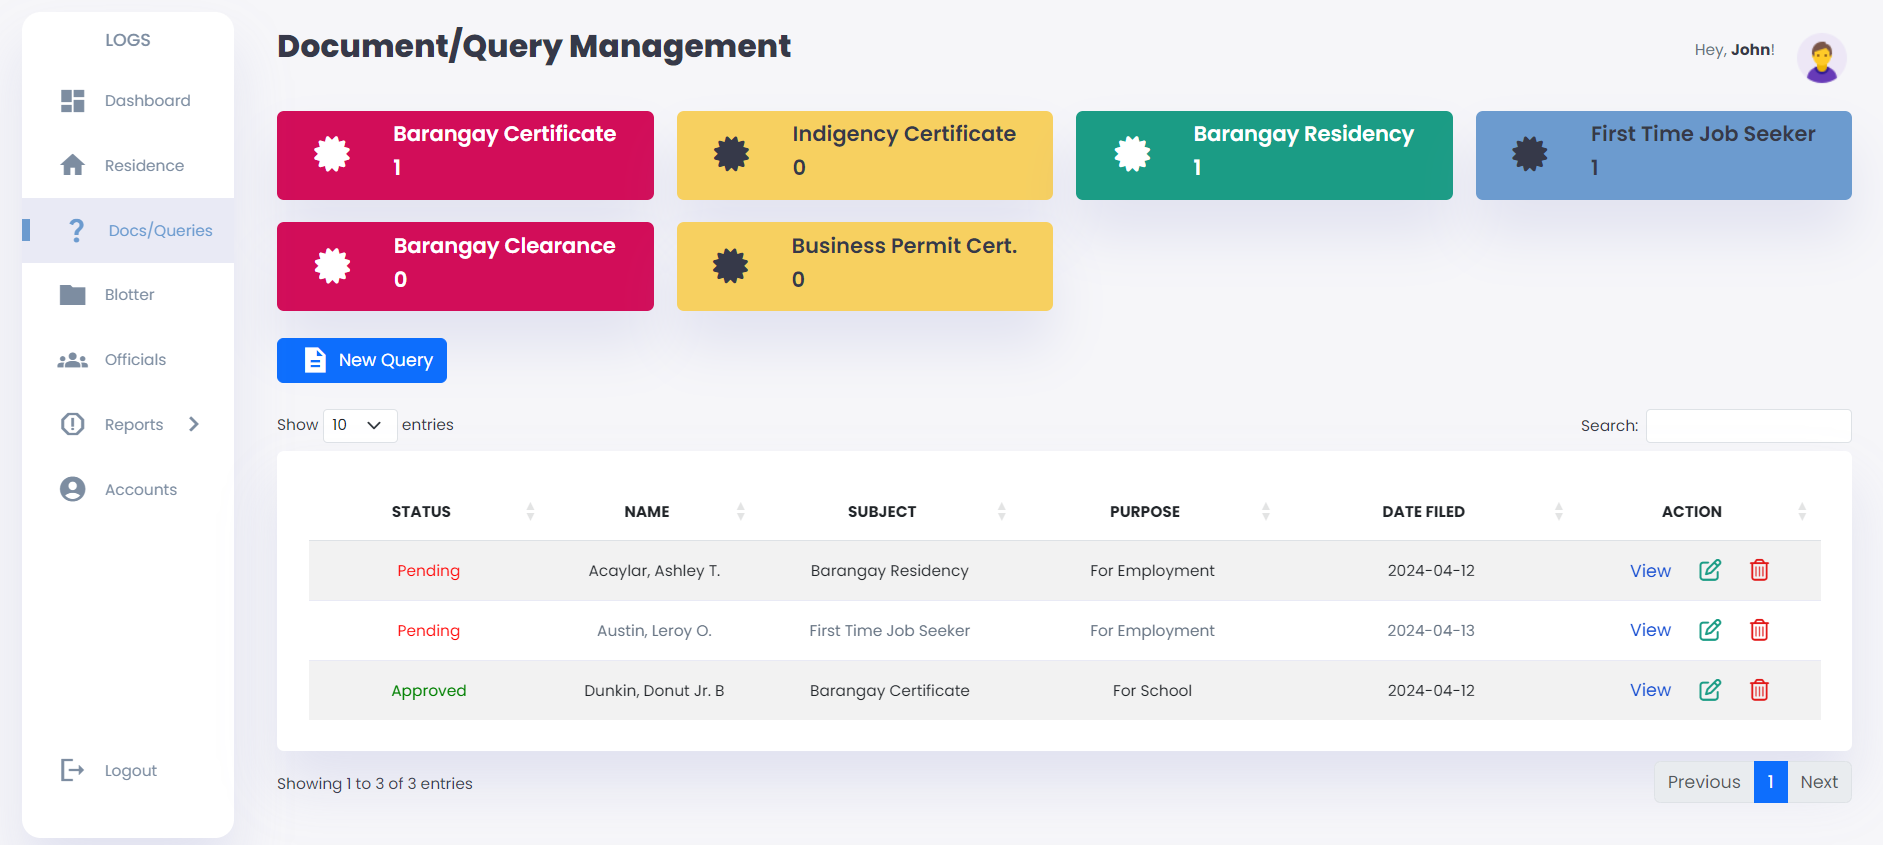 LOGS
Dashboard
Residence
Docs/Queries
Blotter
Officials
Reports
Accounts
Logout
Document/Query Management
Hey, John!
Barangay Certificate
1
Indigency Certificate
0
Barangay Residency
1
First Time Job Seeker
1
Barangay Clearance
0
Business Permit Cert.
0
New Query
Show 10 entries
Search:
STATUS NAME SUBJECT PURPOSE DATE FILED ACTION
Pending Acaylar, Ashley T. Barangay Residency For Employment 2024-04-12 View
Pending Austin, Leroy O. First Time Job Seeker For Employment 2024-04-13 View
Approved Dunkin, Donut Jr. B Barangay Certificate For School 2024-04-12 View
Showing 1 to 3 of 3 entries
Previous 1 Next